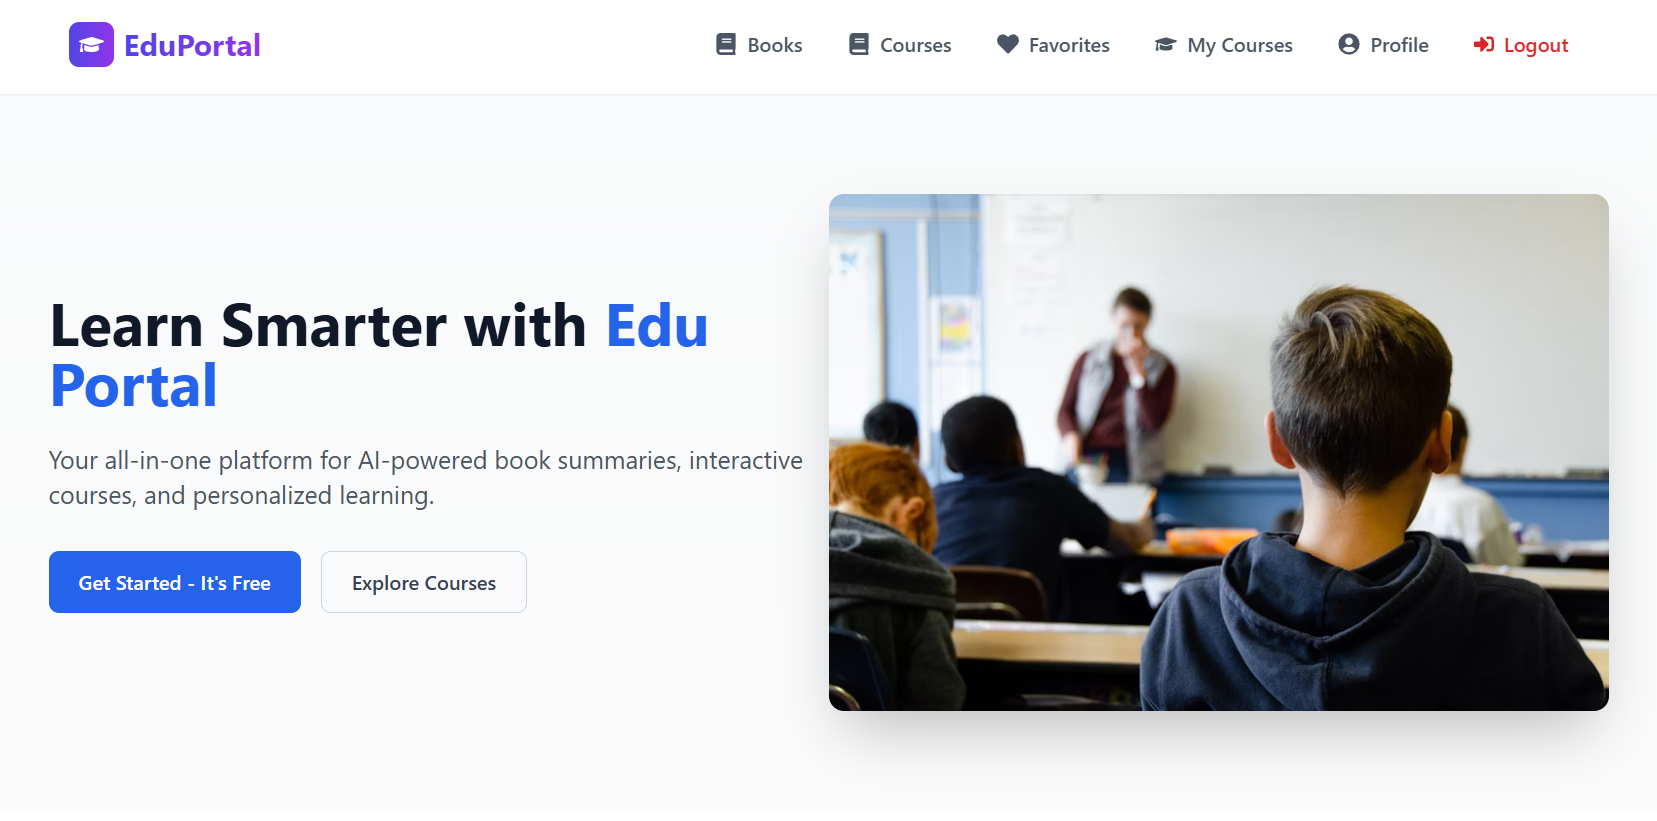 EduPortal
Books
Courses
Favorites
My Courses
Profile
Logout
Learn Smarter with Edu
Portal
Your all-in-one platform for AI-powered book summaries, interactive
courses, and personalized learning.
Get Started - It's Free
Explore Courses